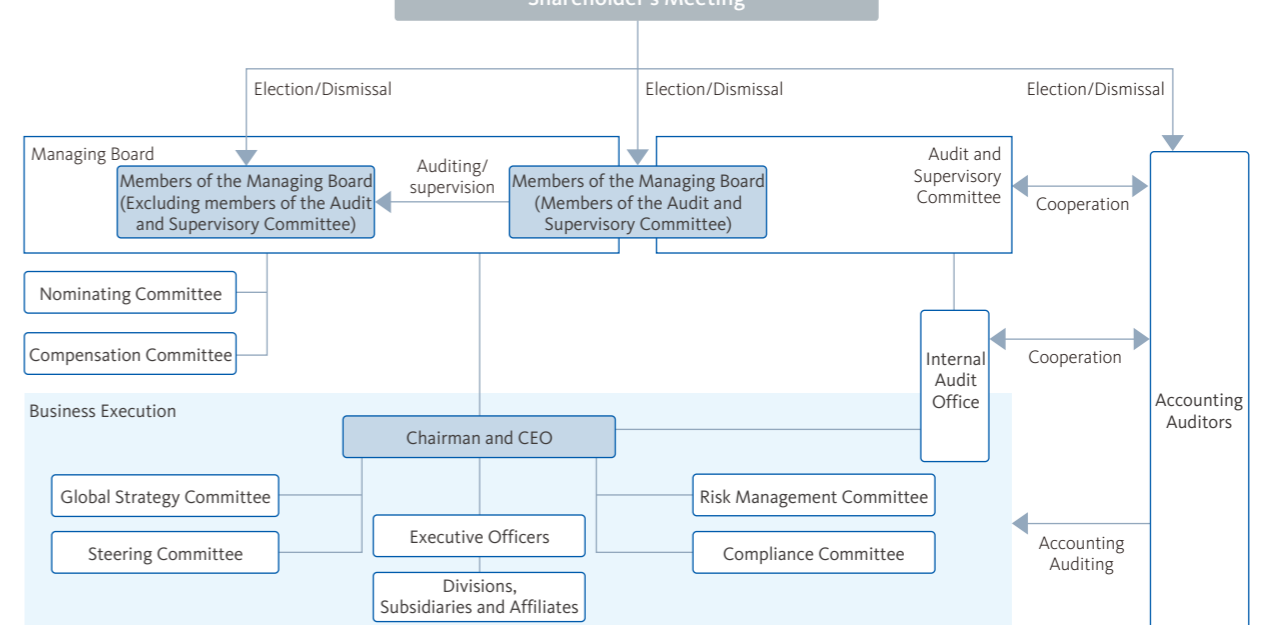 Shareholder's Meeting
Election/Dismissal
Election/Dismissal
Election/Dismissal
Managing Board
Members of the Managing Board
(Excluding members of the Audit
and Supervisory Committee)
Auditing/
supervision
Members of the Managing Board
(Members of the Audit and
Supervisory Committee)
Audit and
Supervisory
Committee
Cooperation
Nominating Committee
Compensation Committee
Internal
Audit
Office
Cooperation
Accounting
Auditors
Business Execution
Chairman and CEO
Global Strategy Committee
Steering Committee
Executive Officers
Divisions,
Subsidiaries and Affiliates
Risk Management Committee
Compliance Committee
Accounting
Auditing